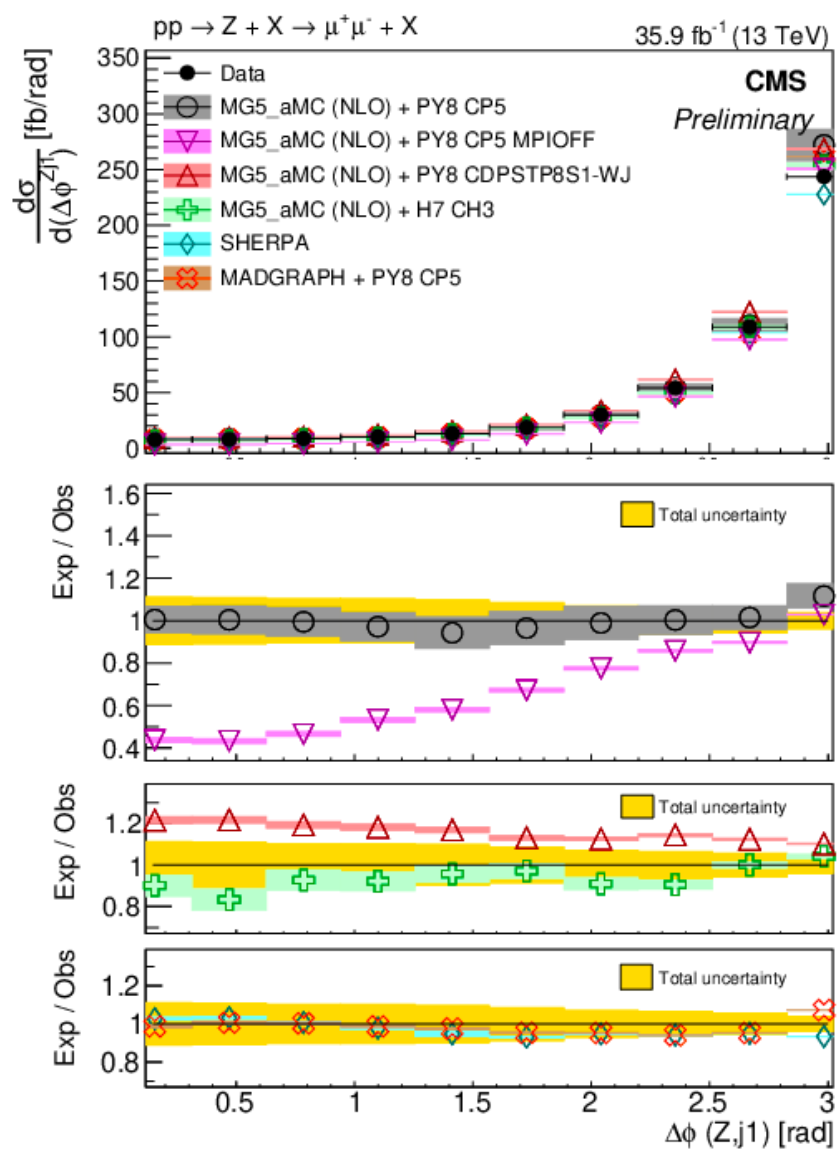 pp → Z + X → μ⁺μ⁻ + X
35.9 fb⁻¹ (13 TeV)
dσ/d(Δϕ^Zj1) [fb/rad]
350
300
250
200
150
100
50
0
CMS
Preliminary
Data
MG5_aMC (NLO) + PY8 CP5
MG5_aMC (NLO) + PY8 CP5 MPIOFF
MG5_aMC (NLO) + PY8 CDPSTP8S1-WJ
MG5_aMC (NLO) + H7 CH3
SHERPA
MADGRAPH + PY8 CP5
Exp / Obs
1.6
1.4
1.2
1
0.8
0.6
0.4
Total uncertainty
Exp / Obs
1.2
1
0.8
Total uncertainty
Exp / Obs
1.2
1
0.8
Total uncertainty
0.5 1 1.5 2 2.5 3
Δϕ (Z,j1) [rad]